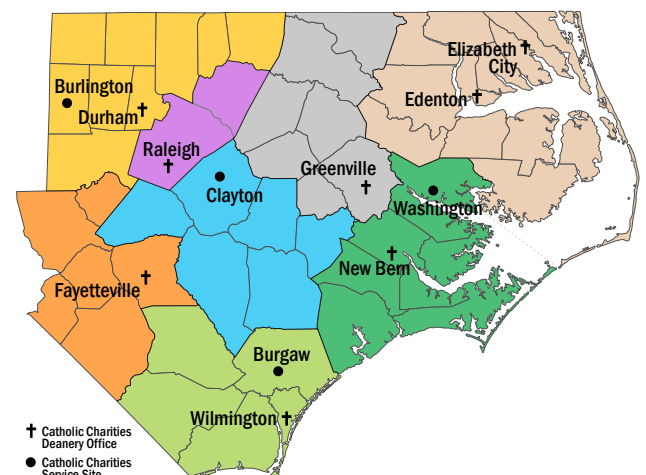 Elizabeth
City
Burlington
Edenton
Durham
Raigh
Greenville
Clayton
Washington
New Bern
Fayetteville
Burgaw
Wilmington
Catholic Charities
Deanery Office
Catholic Charities
Service Site